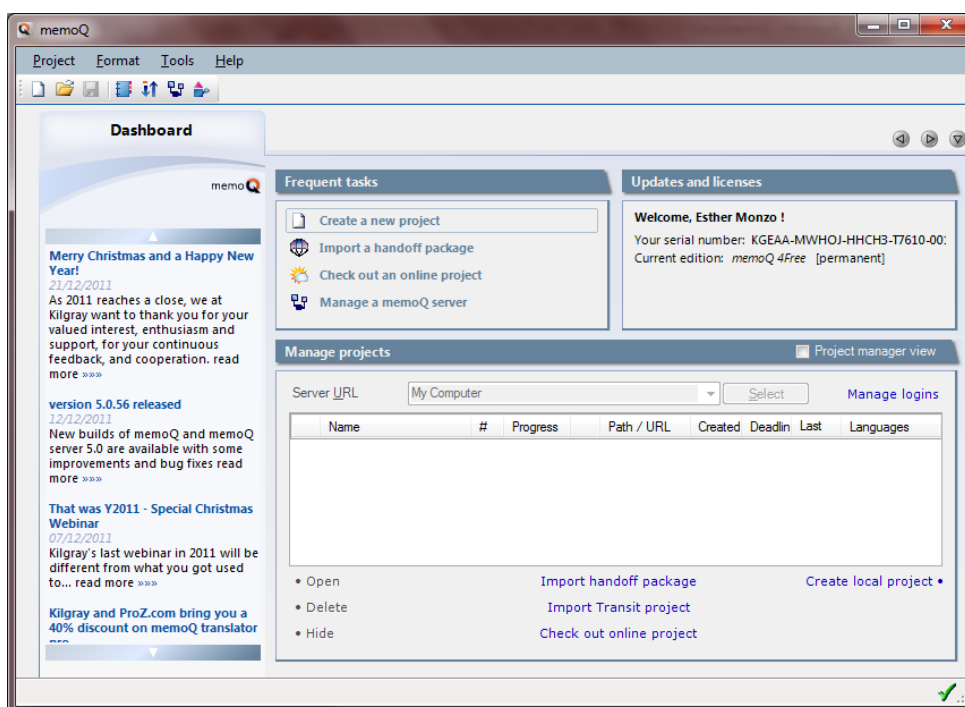 memoQ
Project Format Tools Help
Dashboard
memoQ
Merry Christmas and a Happy New
Year!
21/12/2011
As 2011 reaches a close, we at
Kilgray want to thank you for your
valued interest, enthusiasm and
support, for your continuous
feedback, and cooperation. read
more »»»
version 5.0.56 released
12/12/2011
New builds of memoQ and memoQ
server 5.0 are available with some
improvements and bug fixes read
more »»»
That was Y2011 - Special Christmas
Webinar
07/12/2011
Kilgray's last webinar in 2011 will be
different from what you got used
to... read more »»»
Kilgray and ProZ.com bring you a
40% discount on memoQ translator
Frequent tasks
Create a new project
Import a handoff package
Check out an online project
Manage a memoQ server
Updates and licenses
Welcome, Esther Monzo !
Your serial number: KGEAA-MWHOJ-HHCH3-T7610-00
Current edition: memoQ 4Free [permanent]
Manage projects
Project manager view
Server URL My Computer Select Manage logins
Name # Progress Path / URL Created Deadlin Last Languages
• Open Import handoff package Create local project •
• Delete Import Transit project
• Hide Check out online project